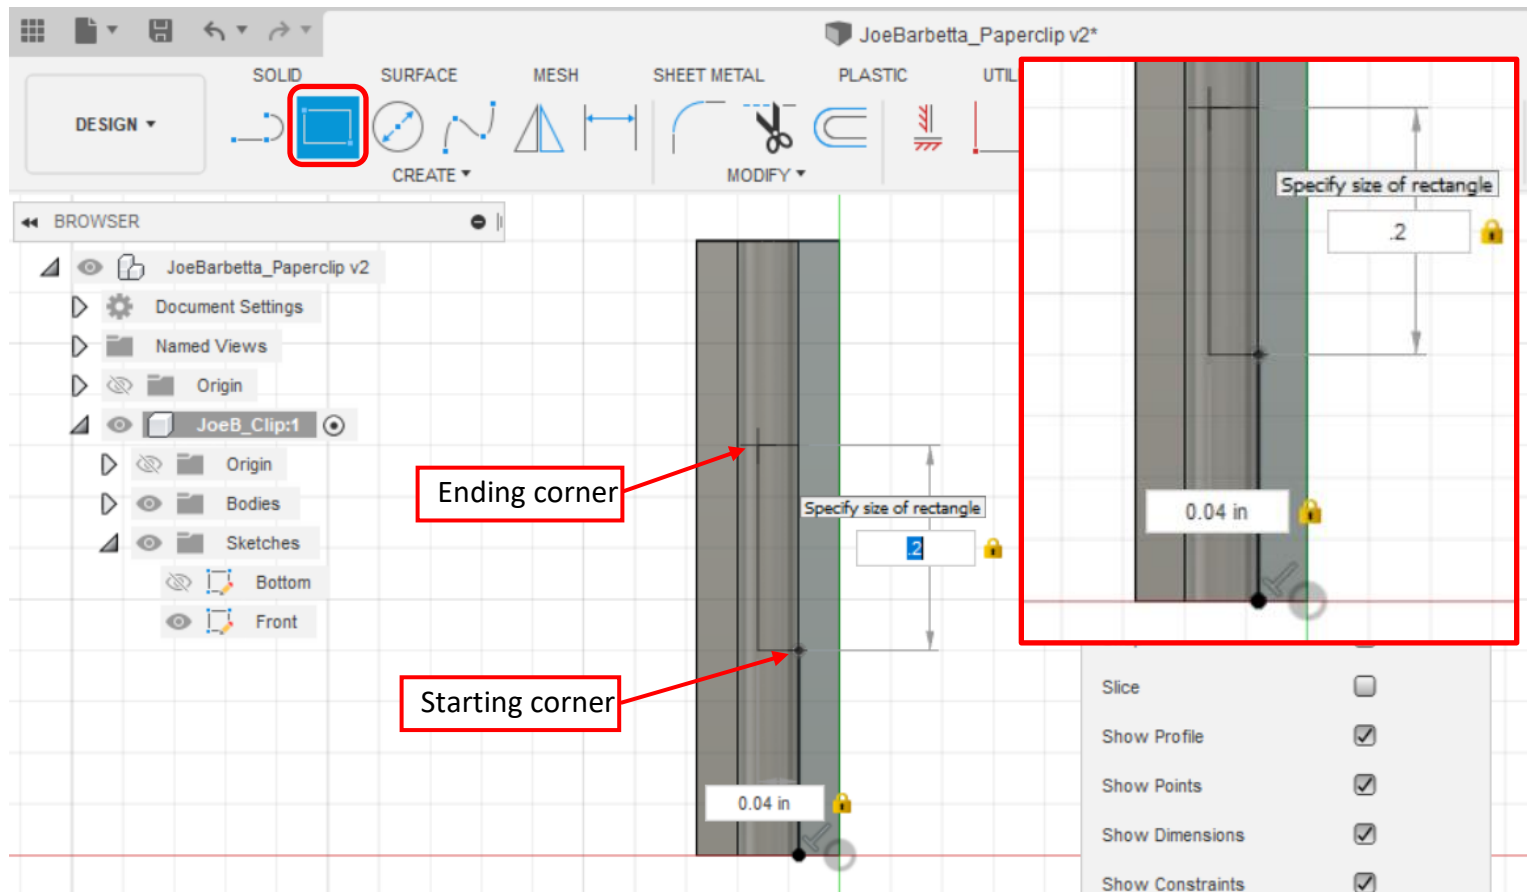 JoeBarbetta_Paperclip v2*
SOLID SURFACE MESH SHEET METAL PLASTIC UTIL
DESIGN
CREATE MODIFY
BROWSER
JoeBarbetta_Paperclip v2
Document Settings
Named Views
Origin
JoeB_Clip:1
Origin
Bodies
Sketches
Bottom
Front
Ending corner
Starting corner
Specify size of rectangle
.2
0.04 in
Specify size of rectangle
.2
0.04 in
Slice
Show Profile
Show Points
Show Dimensions
Show Constraints